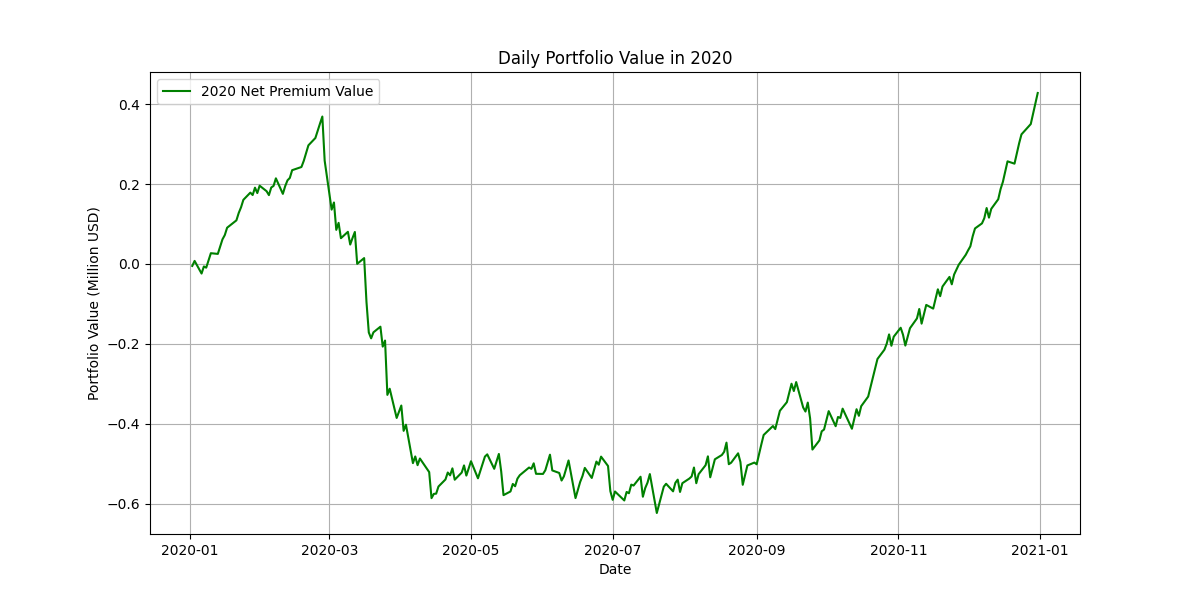 Daily Portfolio Value in 2020
2020 Net Premium Value
Portfolio Value (Million USD)
0.4
0.2
0.0
−0.2
−0.4
−0.6
2020-01 2020-03 2020-05 2020-07 2020-09 2020-11 2021-01
Date